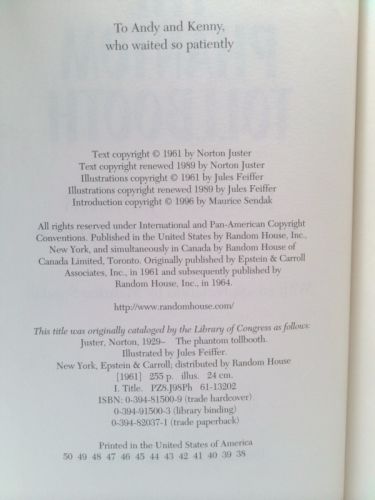 To Andy and Kenny,
who waited so patiently
Text copyright © 1961 by Norton Juster
Text copyright renewed 1989 by Norton Juster
Illustrations copyright © 1961 by Jules Feiffer
Illustrations copyright renewed 1989 by Jules Feiffer
Introduction copyright © 1996 by Maurice Sendak
All rights reserved under International and Pan-American Copyright
Conventions. Published in the United States by Random House, Inc.,
New York, and simultaneously in Canada by Random House of
Canada Limited, Toronto. Originally published by Epstein & Carroll
Associates, Inc., in 1961 and subsequently published by
Random House, Inc., in 1964.
http://www.randomhouse.com/
This title was originally cataloged by the Library of Congress as follows:
Juster, Norton, 1929– The phantom tollbooth.
Illustrated by Jules Feiffer.
New York, Epstein & Carroll; distributed by Random House
[1961] 255 p. illus. 24 cm.
I. Title. PZ8.J98Ph 61-13202
ISBN: 0-394-81500-9 (trade hardcover)
0-394-91500-3 (library binding)
0-394-82037-1 (trade paperback)
Printed in the United States of America
50 49 48 47 46 45 44 43 42 41 40 39 38